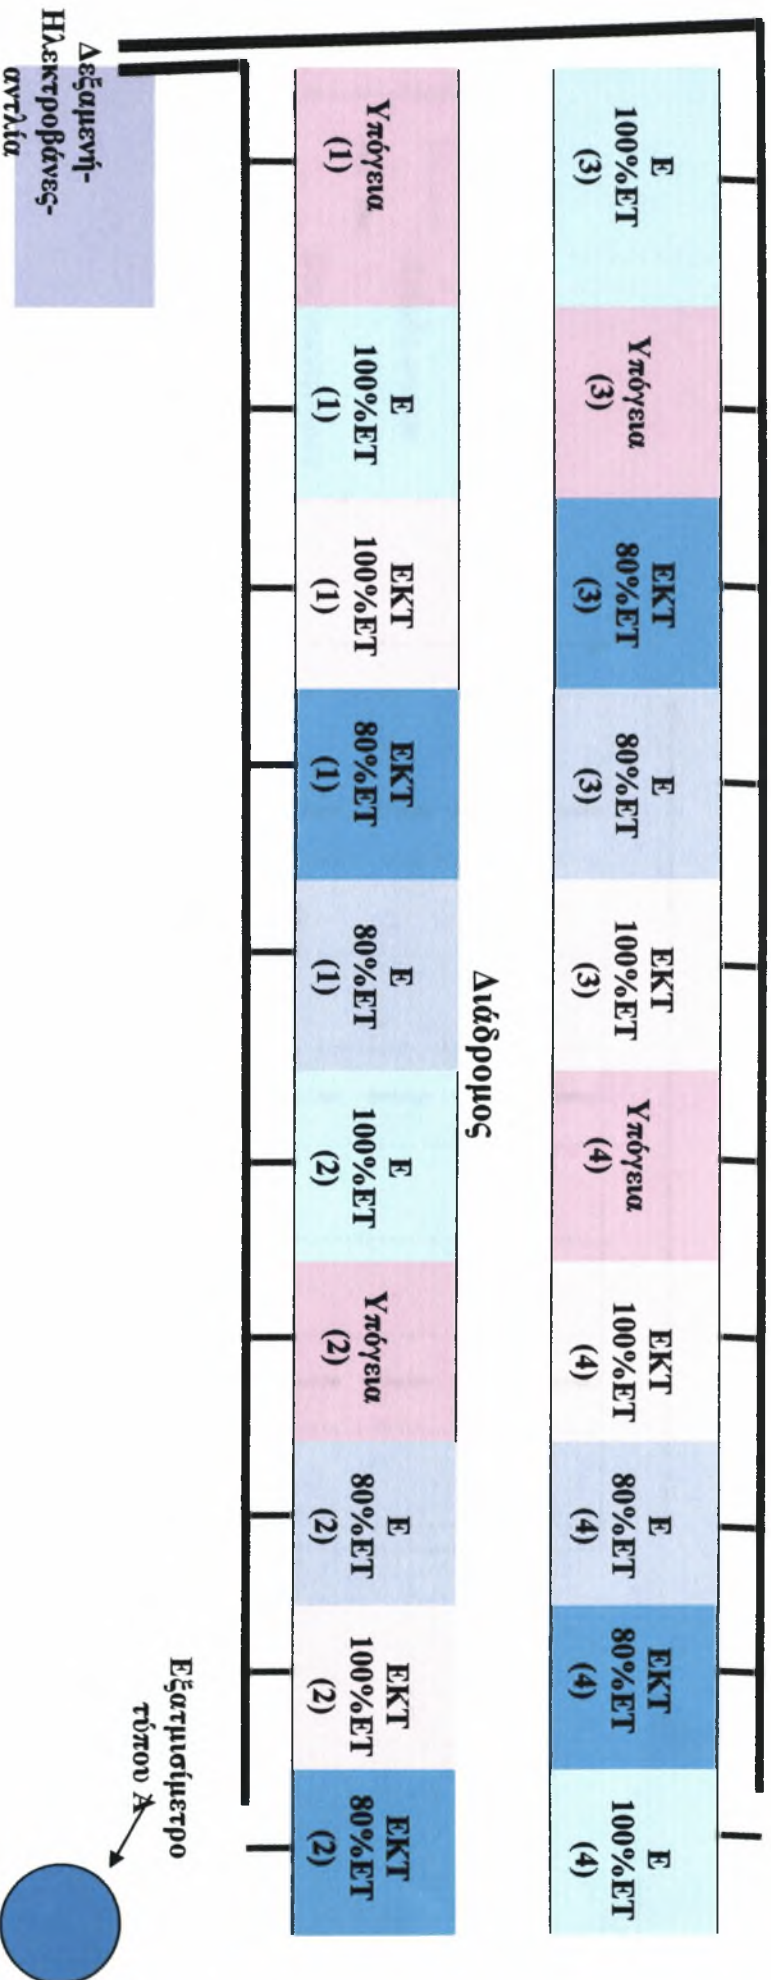 Ε
100%ΕΤ
(3)
Υπόγεια
(3)
ΕΚΤ
80%ΕΤ
(3)
Ε
80%ΕΤ
(3)
ΕΚΤ
100%ΕΤ
(3)
Υπόγεια
(4)
ΕΚΤ
100%ΕΤ
(4)
Ε
80%ΕΤ
(4)
ΕΚΤ
80%ΕΤ
(4)
Ε
100%ΕΤ
(4)
Διάδρομος
Υπόγεια
(1)
Ε
100%ΕΤ
(1)
ΕΚΤ
100%ΕΤ
(1)
ΕΚΤ
80%ΕΤ
(1)
Ε
80%ΕΤ
(1)
Ε
100%ΕΤ
(2)
Υπόγεια
(2)
Ε
80%ΕΤ
(2)
ΕΚΤ
100%ΕΤ
(2)
ΕΚΤ
80%ΕΤ
(2)
Δεξαμενή-
Ηλεκτροβάνες-
αντλία
Εξατμισίμετρο
τύπου Α